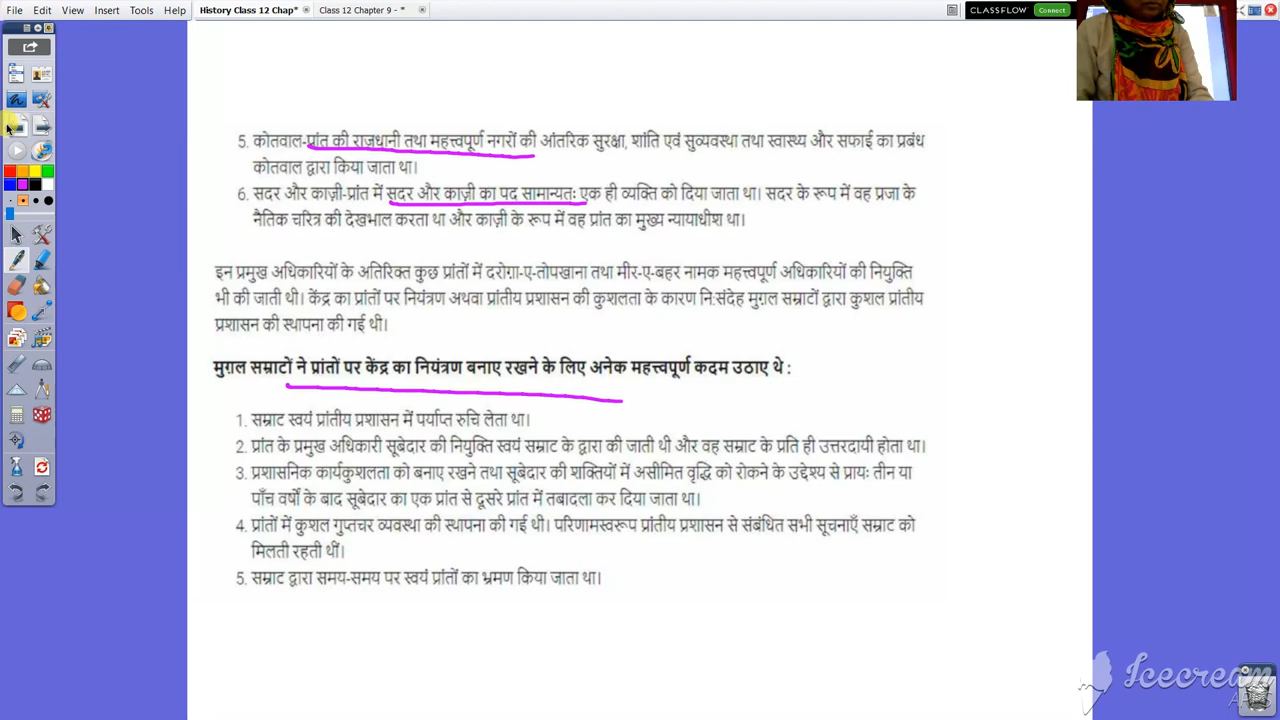 File Edit View Insert Tools Help
History Class 12 Chap* Class 12 Chapter 9 - *
CLASSFLOW Connect
5. कोतवाल-प्रांत की राजधानी तथा महत्त्वपूर्ण नगरों की आंतरिक सुरक्षा, शांति एवं सुव्यवस्था तथा स्वास्थ्य और सफाई का प्रबंध
कोतवाल द्वारा किया जाता था।
6. सदर और काज़ी-प्रांत में सदर और काज़ी का पद सामान्यतः एक ही व्यक्ति को दिया जाता था। सदर के रूप में वह प्रजा के
नैतिक चरित्र की देखभाल करता था और काज़ी के रूप में वह प्रांत का मुख्य न्यायाधीश था।
इन प्रमुख अधिकारियों के अतिरिक्त कुछ प्रांतों में दरोग़ा-ए-तोपखाना तथा मीर-ए-बहर नामक महत्त्वपूर्ण अधिकारियों की नियुक्ति
भी की जाती थी। केंद्र का प्रांतों पर नियंत्रण अथवा प्रांतीय प्रशासन की कुशलता के कारण नि:संदेह मुग़ल सम्राटों द्वारा कुशल प्रांतीय
प्रशासन की स्थापना की गई थी।
मुग़ल सम्राटों ने प्रांतों पर केंद्र का नियंत्रण बनाए रखने के लिए अनेक महत्त्वपूर्ण कदम उठाए थे :
1. सम्राट स्वयं प्रांतीय प्रशासन में पर्याप्त रुचि लेता था।
2. प्रांत के प्रमुख अधिकारी सूबेदार की नियुक्ति स्वयं सम्राट के द्वारा की जाती थी और वह सम्राट के प्रति ही उत्तरदायी होता था।
3. प्रशासनिक कार्यकुशलता को बनाए रखने तथा सूबेदार की शक्तियों में असीमित वृद्धि को रोकने के उद्देश्य से प्रायः तीन या
पाँच वर्षों के बाद सूबेदार का एक प्रांत से दूसरे प्रांत में तबादला कर दिया जाता था।
4. प्रांतों में कुशल गुप्तचर व्यवस्था की स्थापना की गई थी। परिणामस्वरूप प्रांतीय प्रशासन से संबंधित सभी सूचनाएँ सम्राट को
मिलती रहती थीं।
5. सम्राट द्वारा समय-समय पर स्वयं प्रांतों का भ्रमण किया जाता था।
Icecream
APPS